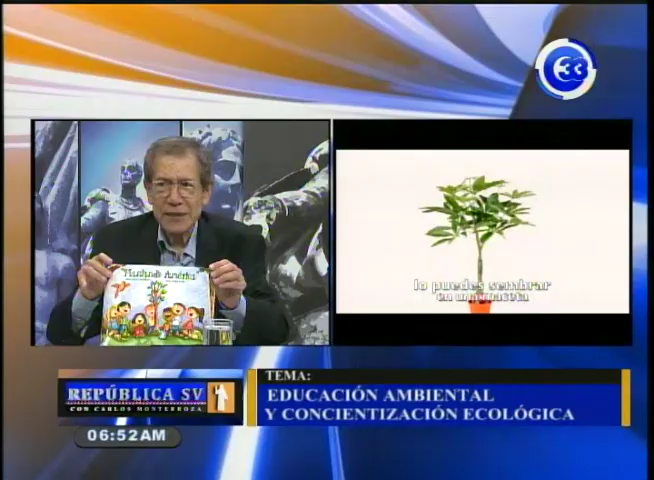 33
Plantando América
lo puedes sembrar
en una maceta
REPÚBLICA SV
CON CARLOS MONTERROZA
TEMA:
EDUCACIÓN AMBIENTAL
Y CONCIENTIZACIÓN ECOLÓGICA
06:52AM